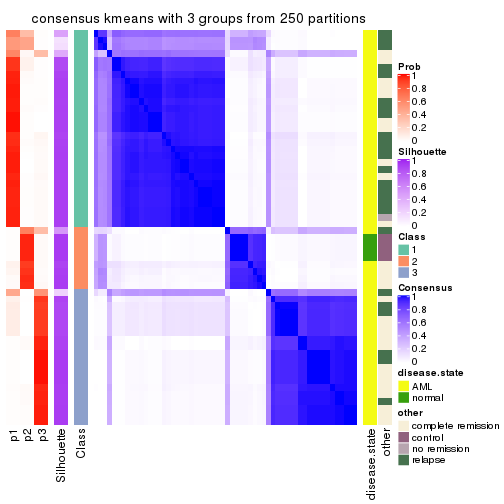 consensus kmeans with 3 groups from 250 partitions
Prob
1
0.8
0.6
0.4
0.2
0
Silhouette
1
0.8
0.6
0.4
0.2
0
Class
1
2
3
Consensus
1
0.8
0.6
0.4
0.2
0
disease.state
AML
normal
other
complete remission
control
no remission
relapse
p1
p2
p3
Silhouette
Class
disease.state
other